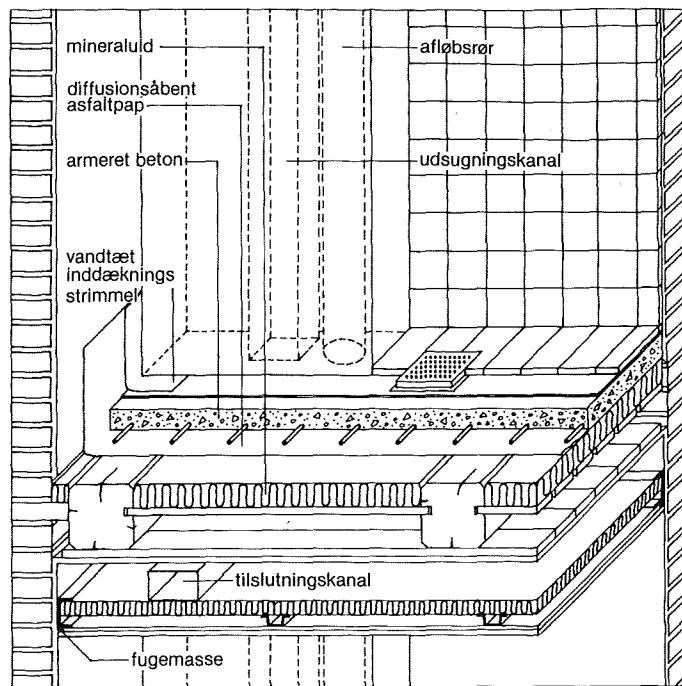 mineraluld
afløbsrør
diffusionsåbent
asfaltpap
armeret beton
udsugningskanal
vandtæt
inddæknings
strimmel
tilslutningskanal
fugemasse